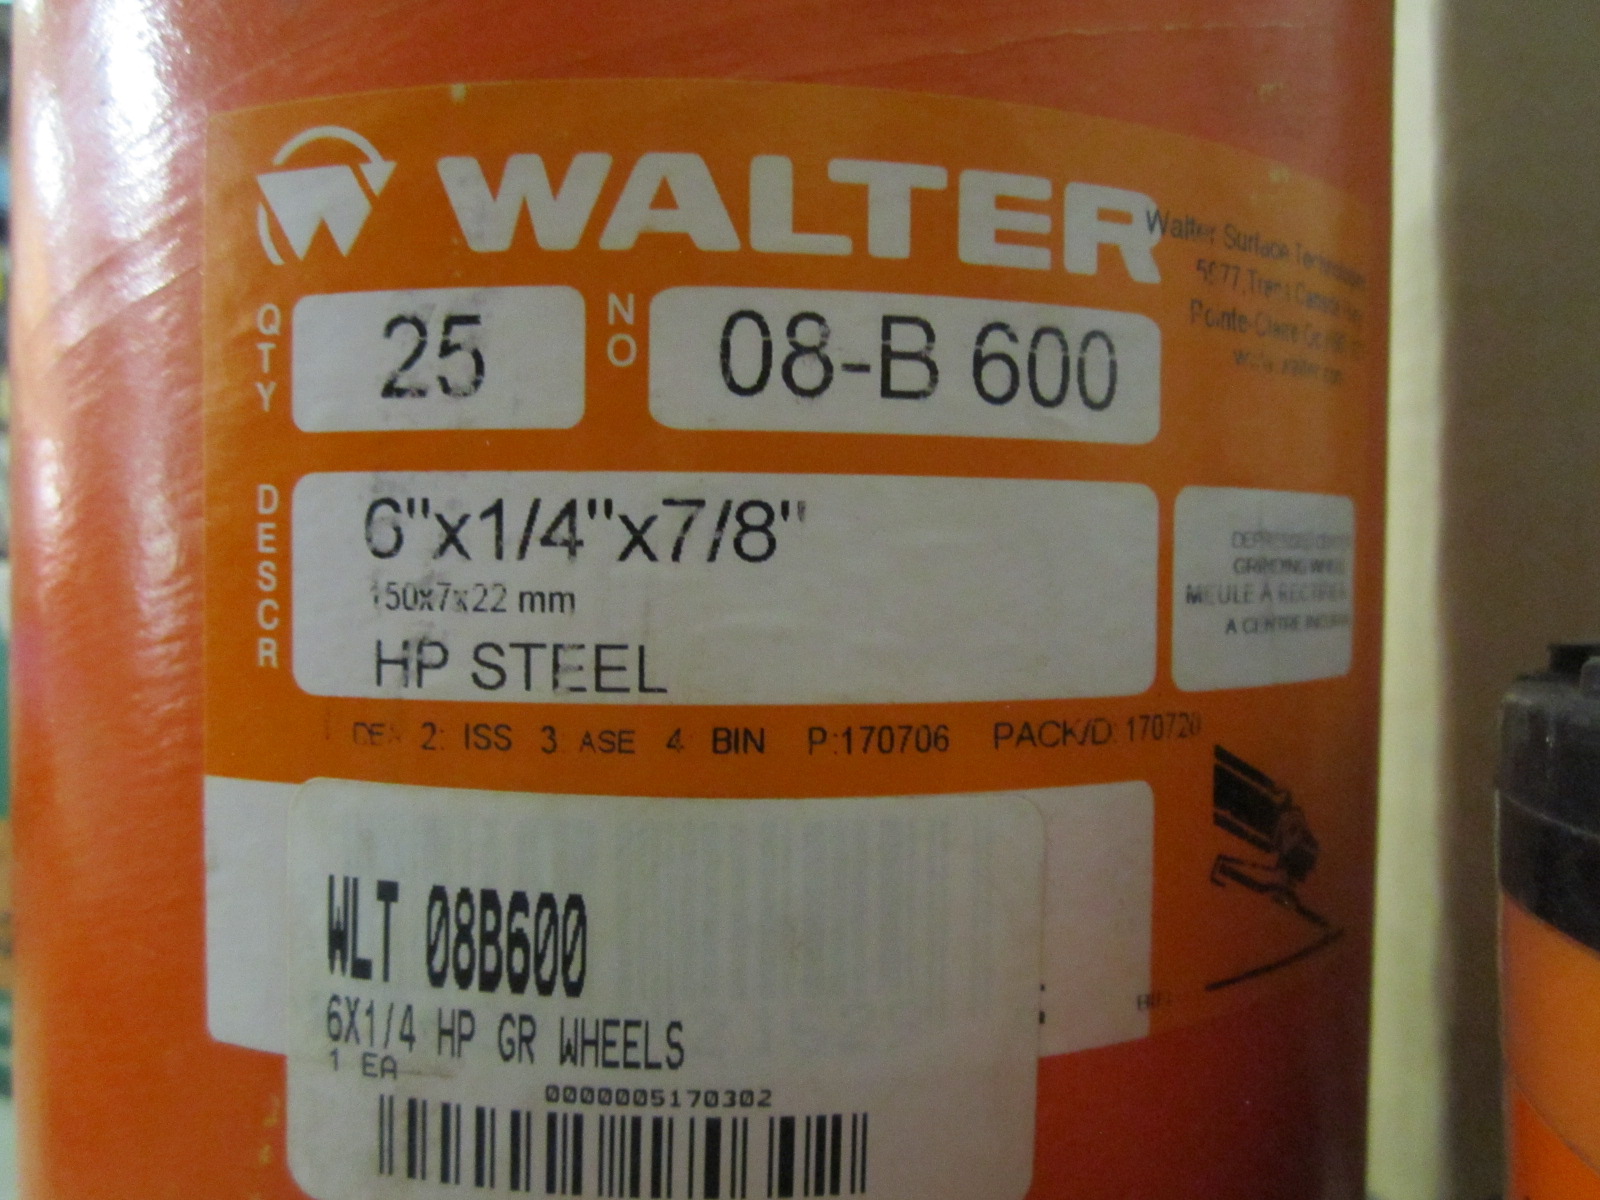 WALTER
Walter Surface Technologies
QTY 25 NO 08-B 600
DESCR 6"x1/4"x7/8"
150x7x22 mm
HP STEEL
GRINDING WHEEL
MEULE À RECTIFIER
A CENTRE
2: ISS 3 ASE 4 BIN P:170706 PACK/D: 170720
WLT 08B600
6X1/4 HP GR WHEELS
1 EA
0000005170302